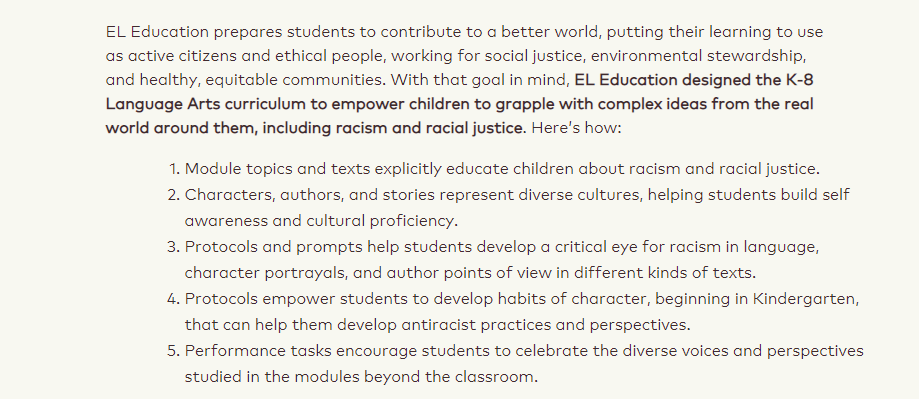 EL Education prepares students to contribute to a better world, putting their learning to use
as active citizens and ethical people, working for social justice, environmental stewardship,
and healthy, equitable communities. With that goal in mind, EL Education designed the K-8
Language Arts curriculum to empower children to grapple with complex ideas from the real
world around them, including racism and racial justice. Here's how:
1. Module topics and texts explicitly educate children about racism and racial justice.
2. Characters, authors, and stories represent diverse cultures, helping students build self
awareness and cultural proficiency.
3. Protocols and prompts help students develop a critical eye for racism in language,
character portrayals, and author points of view in different kinds of texts.
4. Protocols empower students to develop habits of character, beginning in Kindergarten,
that can help them develop antiracist practices and perspectives.
5. Performance tasks encourage students to celebrate the diverse voices and perspectives
studied in the modules beyond the classroom.